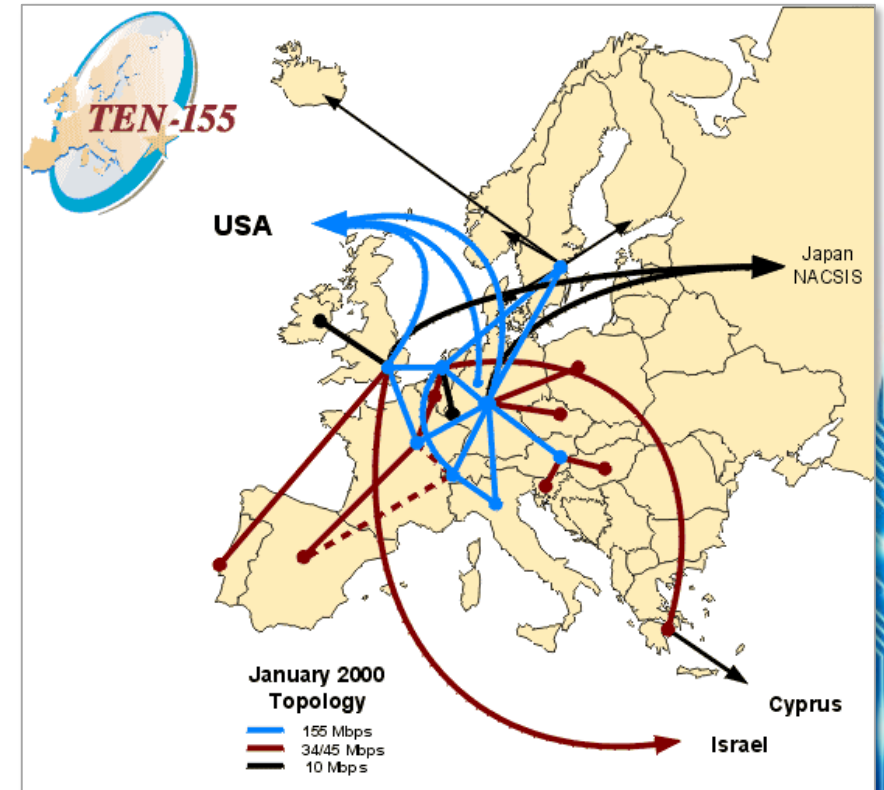 TEN-155
USA
Japan
NACSIS
January 2000
Topology
155 Mbps
34/45 Mbps
10 Mbps
Cyprus
Israel